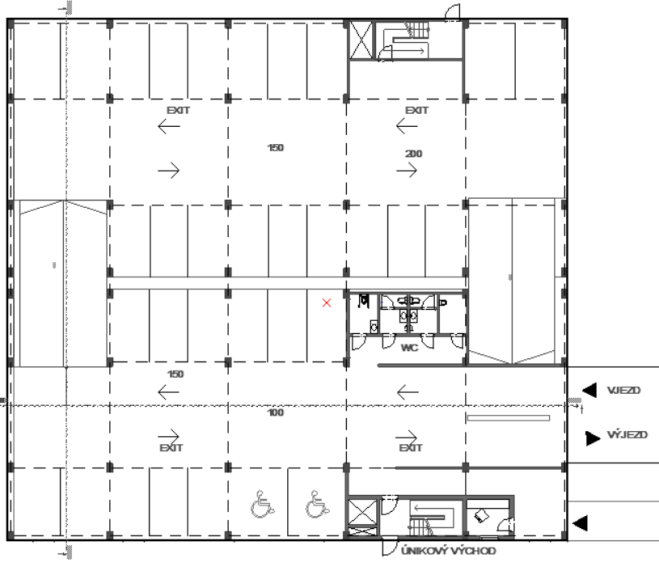 EXIT
EXIT
150
200
WC
150
VJEZD
100
VÝJEZD
EXIT
EXIT
ÚNIKOVÝ VÝCHOD